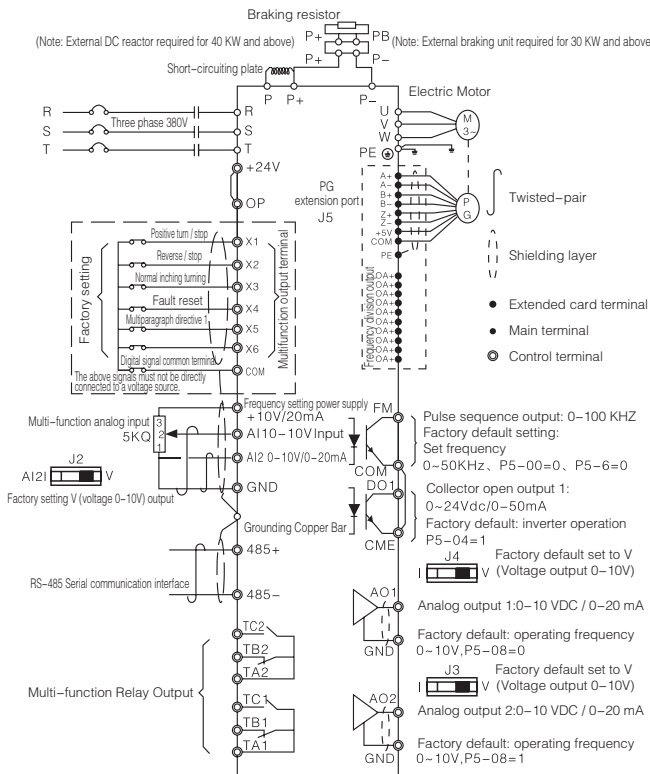 Braking resistor
(Note: External DC reactor required for 40 KW and above)
P+
PB
(Note: External braking unit required for 30 KW and above
P+
P−
Short−circuiting plate
P
P+
P−
Electric Motor
R
R
S
Three phase 380V
S
T
T
U
V
W
M
3~
PE
+24V
OP
PG
extension port
J5
A+
A−
B+
B−
Z+
Z−
+5V
COM
PE
P
G
Twisted−pair
Shielding layer
Frequency division output
OA+
OA+
OA+
OA+
OA+
OA+
OA+
OA+
OA+
OA+
Extended card terminal
Main terminal
Control terminal
Factory setting
Positive turn / stop
X1
Reverse / stop
X2
Normal inching turning
X3
Fault reset
X4
Multiparagraph directive 1
X5
X6
Digital signal common terminal
COM
Multifunction output terminal
The above signals must not be directly
connected to a voltage source.
Frequency setting power supply
+10V/20mA
Multi−function analog input
5KQ
3
2
1
AI10−10V Input
AI2 0−10V/0−20mA
J2
AI2I
V
Factory setting V (voltage 0−10V) output
GND
Grounding Copper Bar
485+
RS−485 Serial communication interface
485−
FM
COM
Pulse sequence output: 0−100 KHZ
Factory default setting:
Set frequency
0~50KHz、P5−00=0、P5−6=0
DO1
CME
Collector open output 1:
0~24Vdc/0−50mA
Factory default: inverter operation
P5−04=1
J4
I
V
Factory default set to V
(Voltage output 0−10V)
AO1
Analog output 1:0−10 VDC / 0−20 mA
GND
Factory default: operating frequency
0~10V,P5−08=0
J3
I
V
Factory default set to V
(Voltage output 0−10V)
AO2
Analog output 2:0−10 VDC / 0−20 mA
GND
Factory default: operating frequency
0~10V,P5−08=1
Multi−function Relay Output
TC2
TB2
TA2
TC1
TB1
TA1